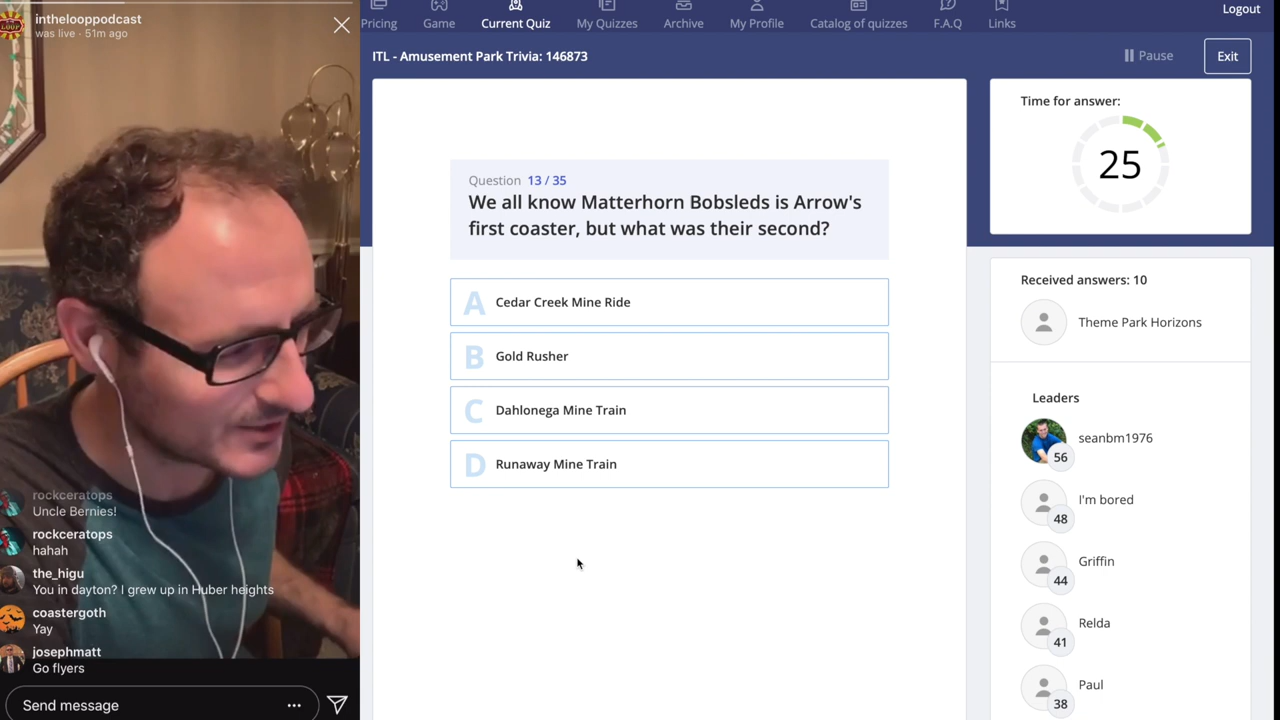 inthelooppodcast
was live · 51m ago
LOOP
rockceratops
Uncle Bernies!
rockceratops
hahah
the_higu
You in dayton? I grew up in Huber heights
coastergoth
Yay
josephmatt
Go flyers
Send message
Pricing
Game
Current Quiz
My Quizzes
Archive
My Profile
Catalog of quizzes
F.A.Q
Links
Logout
ITL - Amusement Park Trivia: 146873
Pause
Exit
Question 13 / 35
We all know Matterhorn Bobsleds is Arrow's
first coaster, but what was their second?
A Cedar Creek Mine Ride
B Gold Rusher
C Dahlonega Mine Train
D Runaway Mine Train
Time for answer:
25
Received answers: 10
Theme Park Horizons
Leaders
seanbm1976
56
I'm bored
48
Griffin
44
Relda
41
Paul
38